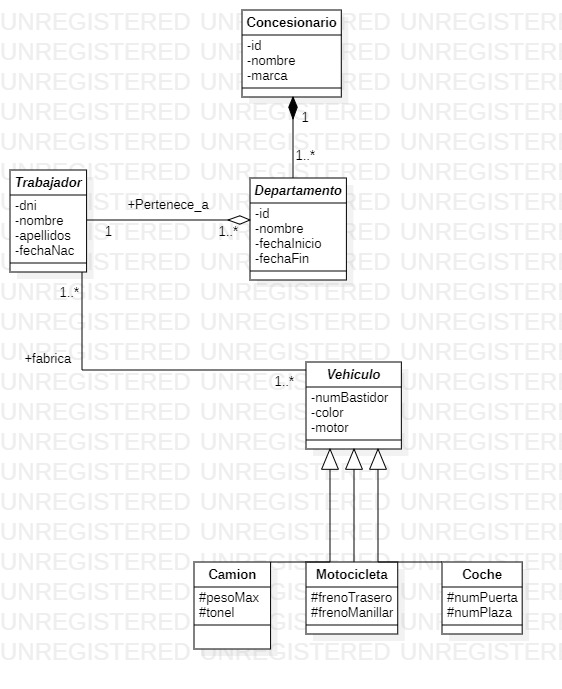 UNREGISTERED
Concesionario
-id
-nombre
-marca
1
1..*
Trabajador
-dni
-nombre
-apellidos
-fechaNac
+Pertenece_a
1
1..*
Departamento
-id
-nombre
-fechaInicio
-fechaFin
1..*
+fabrica
1..*
Vehiculo
-numBastidor
-color
-motor
Camion
#pesoMax
#tonel
Motocicleta
#frenoTrasero
#frenoManillar
Coche
#numPuerta
#numPlaza